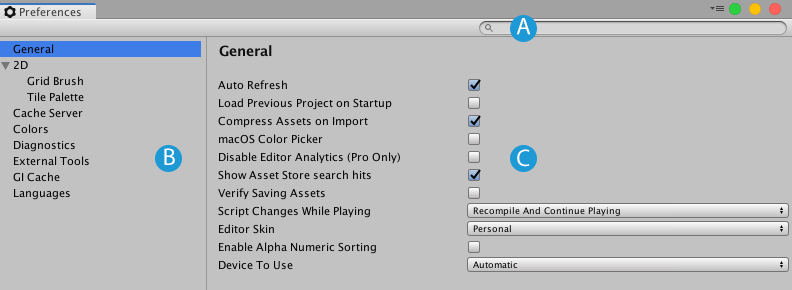 Preferences
A
General
2D
Grid Brush
Tile Palette
Cache Server
Colors
Diagnostics
External Tools
GI Cache
Languages
B
General
Auto Refresh
Load Previous Project on Startup
Compress Assets on Import
macOS Color Picker
Disable Editor Analytics (Pro Only)
Show Asset Store search hits
Verify Saving Assets
Script Changes While Playing Recompile And Continue Playing
Editor Skin Personal
Enable Alpha Numeric Sorting
Device To Use Automatic
C